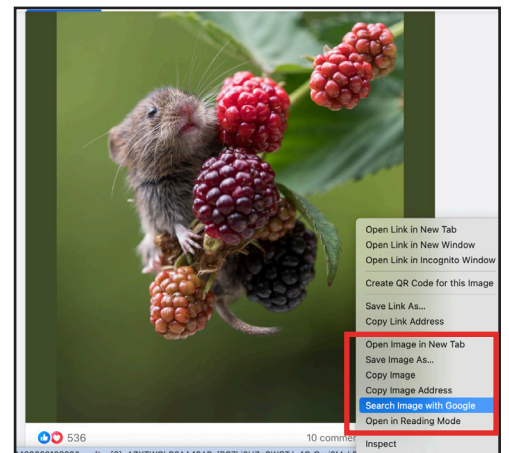 Open Link in New Tab
Open Link in New Window
Open Link in Incognito Window
Create QR Code for this Image
Save Link As...
Copy Link Address
Open Image in New Tab
Save Image As...
Copy Image
Copy Image Address
Search Image with Google
Open in Reading Mode
536 10
Inspect